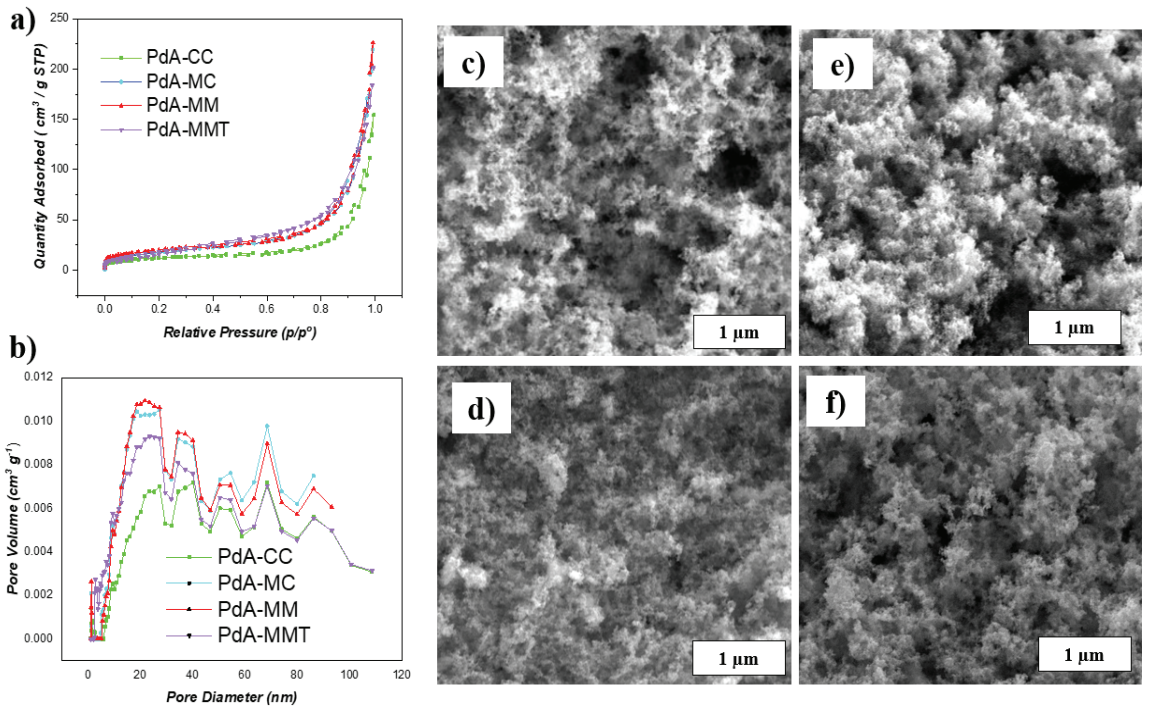 a)
250
200
150
100
50
0
Quantity Adsorbed ( cm³ / g STP)
PdA-CC
PdA-MC
PdA-MM
PdA-MMT
0.0 0.2 0.4 0.6 0.8 1.0
Relative Pressure (p/p⁰)
b)
0.012
0.010
0.008
0.006
0.004
0.002
0.000
Pore Volume (cm³ g⁻¹)
PdA-CC
PdA-MC
PdA-MM
PdA-MMT
0 20 40 60 80 100 120
Pore Diameter (nm)
c)
1 µm
e)
1 µm
d)
1 µm
f)
1 µm